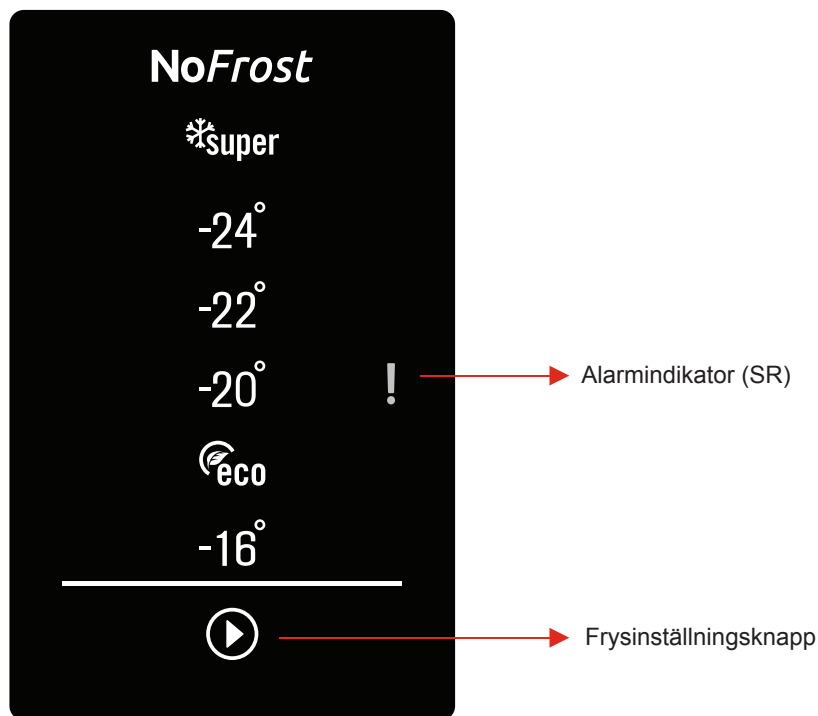 NoFrost
super
-24°
-22°
-20°
! Alarmindikator (SR)
eco
-16°
Frysinställningsknapp